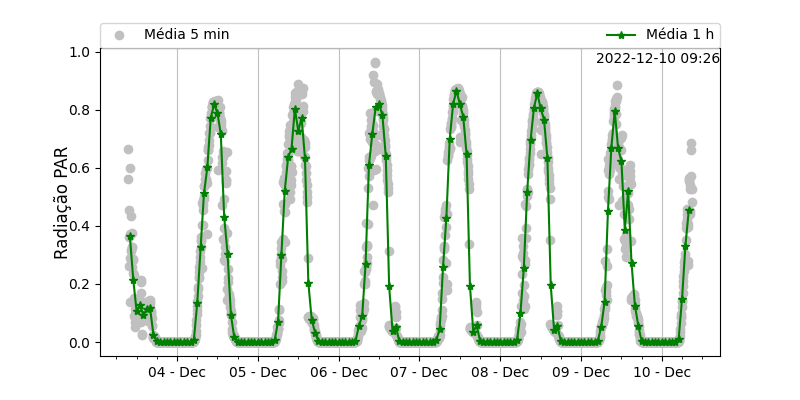 Média 5 min
Média 1 h
2022-12-10 09:26
Radiação PAR
1.0
0.8
0.6
0.4
0.2
0.0
04 - Dec
05 - Dec
06 - Dec
07 - Dec
08 - Dec
09 - Dec
10 - Dec